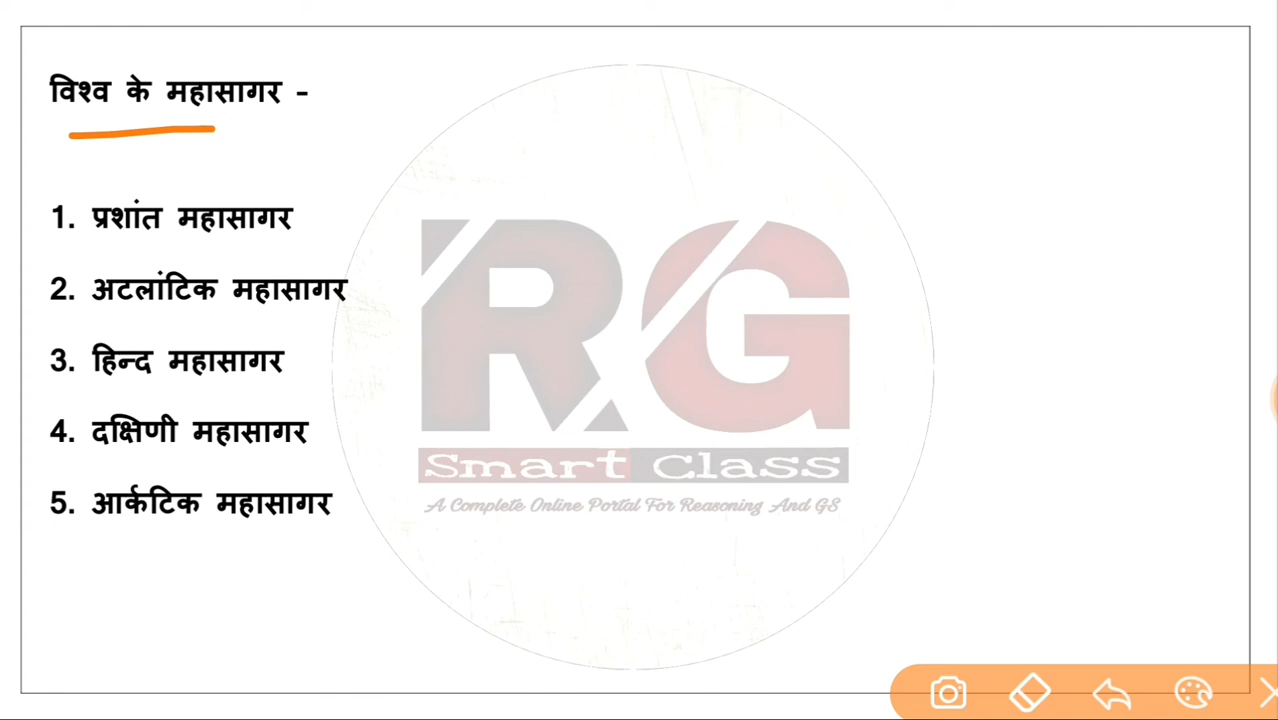 विश्व के महासागर -
1. प्रशांत महासागर
2. अटलांटिक महासागर
3. हिन्द महासागर
4. दक्षिणी महासागर
5. आर्कटिक महासागर
RG
Smart Class
A Complete Online Portal For Reasoning And GS